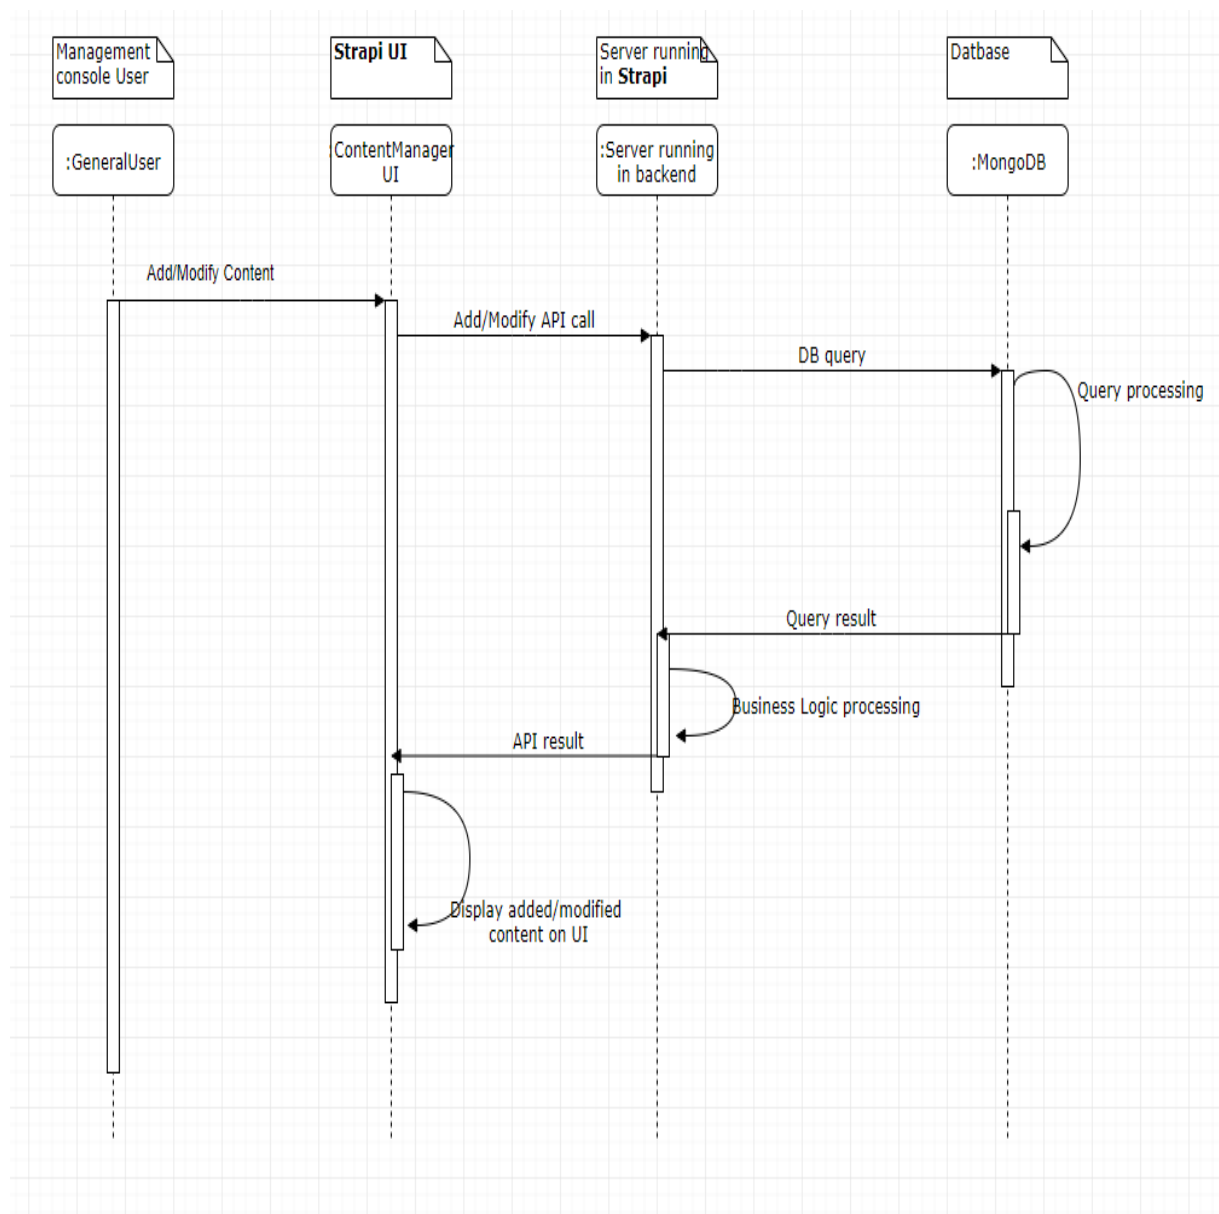 Management
console User
Strapi UI
Server running
in Strapi
Datbase
:GeneralUser
:ContentManager
UI
:Server running
in backend
:MongoDB
Add/Modify Content
Add/Modify API call
DB query
Query processing
Query result
Business Logic processing
API result
Display added/modified
content on UI